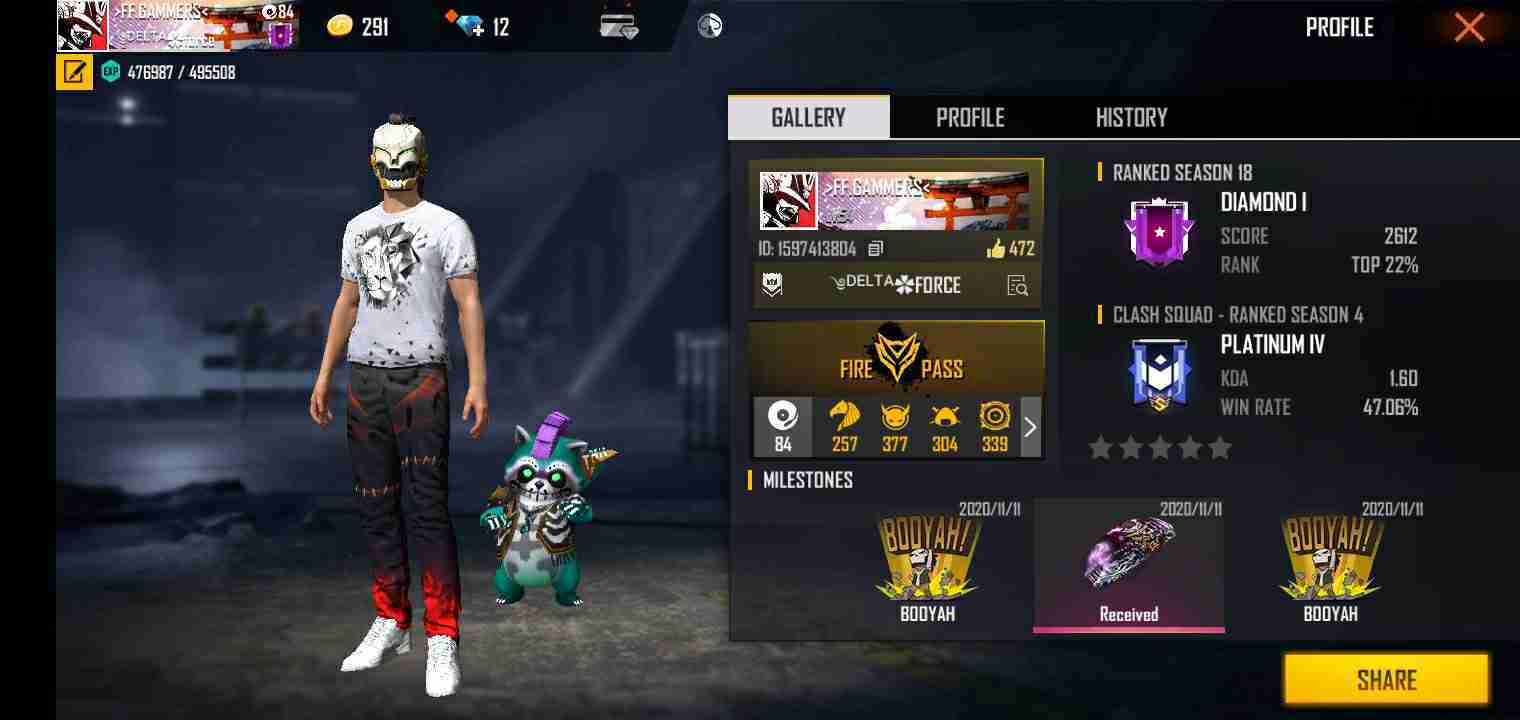 >FF.GAMMERS< 84
DELTA
291
12
PROFILE
EXP 476987 / 495508
GALLERY
PROFILE
HISTORY
>FF.GAMMERS<
ID: 1597413804
472
DELTA FORCE
FIRE PASS
84
257
377
304
339
RANKED SEASON 18
DIAMOND I
SCORE 2612
RANK TOP 22%
CLASH SQUAD - RANKED SEASON 4
PLATINUM IV
KDA 1.60
WIN RATE 47.06%
MILESTONES
2020/11/11
BOOYAH!
BOOYAH
2020/11/11
Received
2020/11/11
BOOYAH!
BOOYAH
SHARE